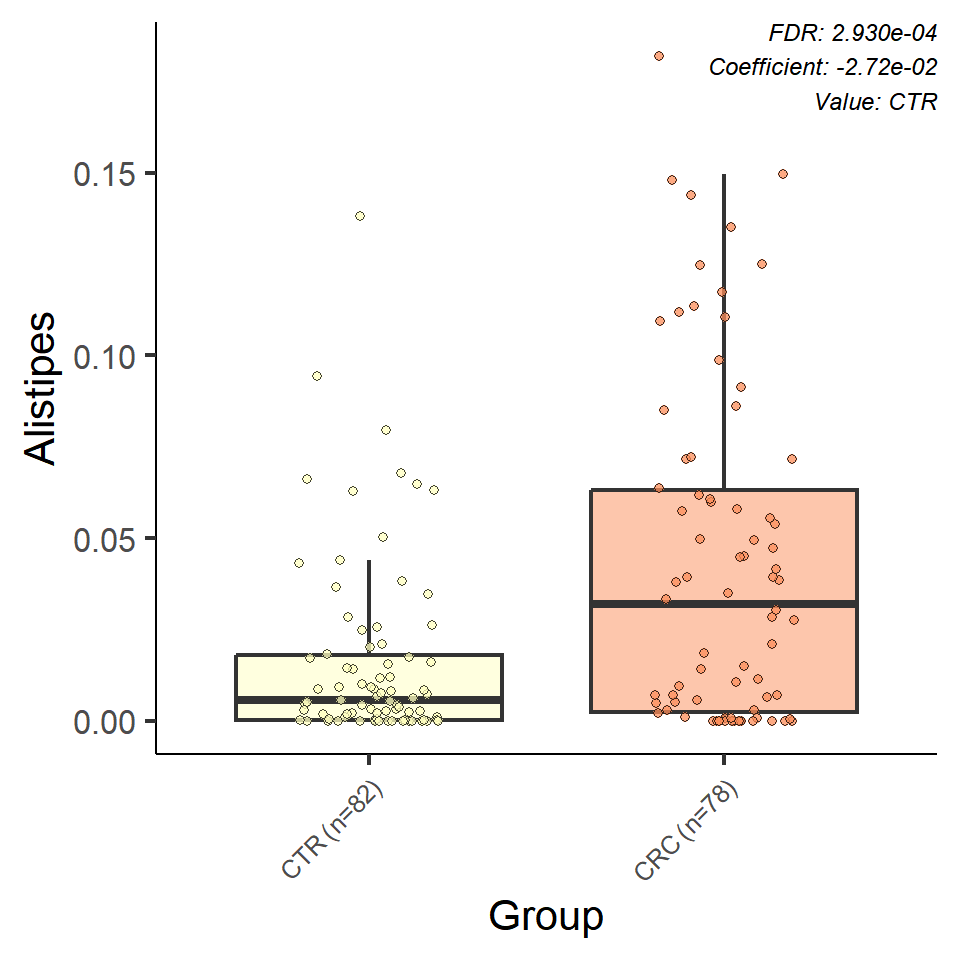 FDR: 2.930e-04
Coefficient: -2.72e-02
Value: CTR
0.15
0.10
0.05
0.00
Alistipes
CTR (n=82)
CRC (n=78)
Group